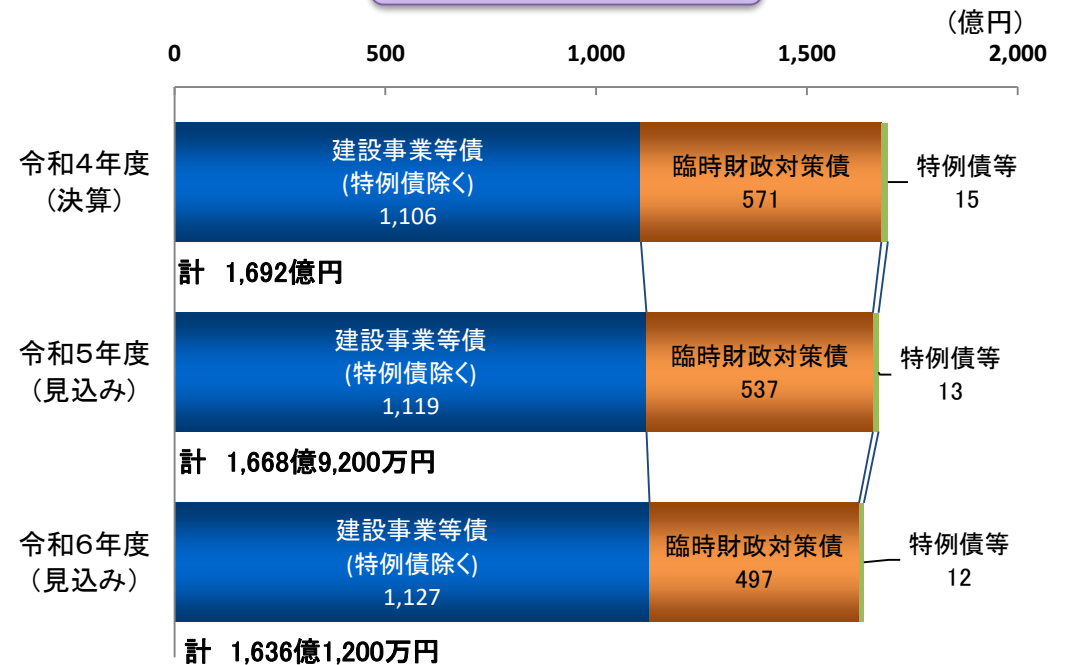 （億円）
0 500 1,000 1,500 2,000
令和４年度
（決算）
建設事業等債
(特例債除く)
1,106
臨時財政対策債
571
特例債等
15
計 1,692億円
令和５年度
（見込み）
建設事業等債
(特例債除く)
1,119
臨時財政対策債
537
特例債等
13
計 1,668億9,200万円
令和６年度
（見込み）
建設事業等債
(特例債除く)
1,127
臨時財政対策債
497
特例債等
12
計 1,636億1,200万円